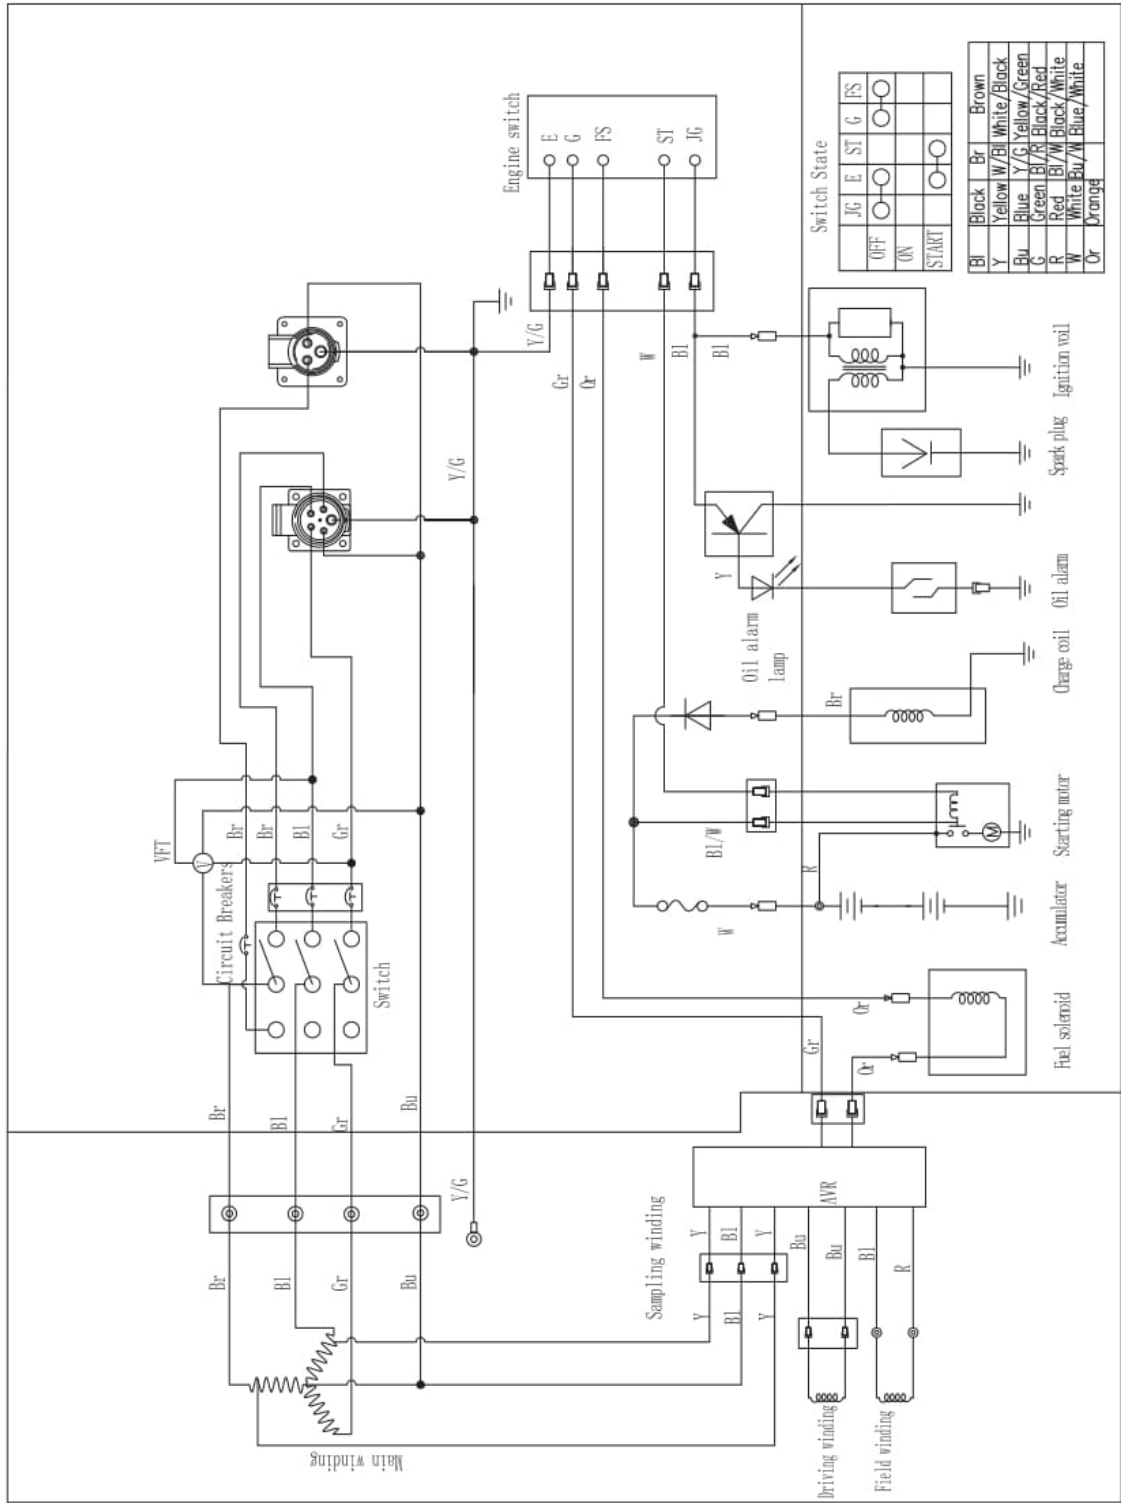 Engine switch
E
G
FS
ST
JG
Switch State
JG E ST G FS
OFF
ON
START
Bl Black Br Brown
Y Yellow W/Bl White/Black
Bu Blue Y/G Yellow/Green
G Green Bl/R Black/Red
R Red Bl/W Black/White
W White Bu/W Blue/White
Or Orange
Y/G
Gr
Or
W
Bl
Bl
Y/G
Ignition voil
Spark plug
Y
Oil alarm
lamp
Oil alarm
Br
Charge coil
VFT
V
Br
Br
Bl
Gr
Circuit Breakers
Switch
Bl/W
R
M
Starting motor
W
Accumulator
Or
Gr
Or
Fuel solenoid
Br
Bl
Gr
Bu
Y/G
AVR
Sampling winding
Y
Bl
Y
Bu
Bu
Bl
R
Br
Bl
Gr
Bu
Y
Bl
Y
Main winding
Driving winding
Field winding